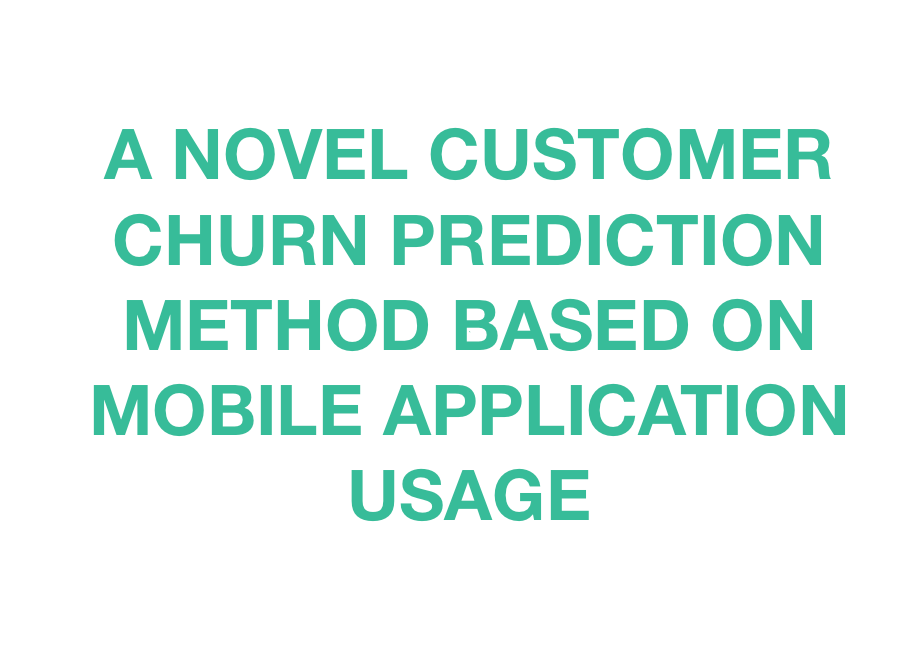 A NOVEL CUSTOMER
CHURN PREDICTION
METHOD BASED ON
MOBILE APPLICATION
USAGE